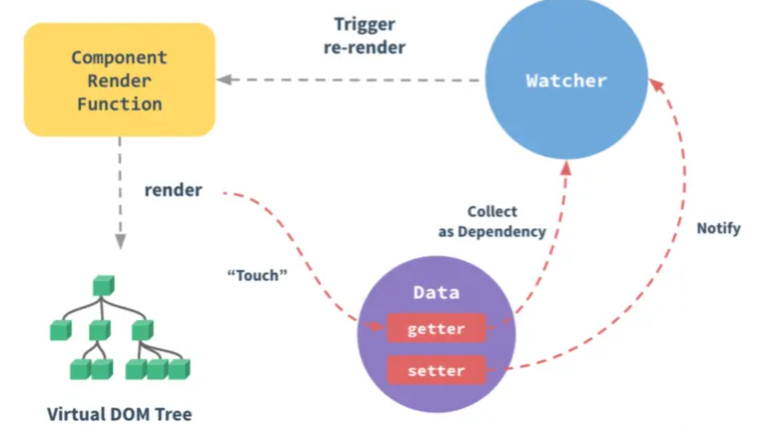 Trigger
re-render
Component
Render
Function
Watcher
render
Collect
as Dependency
Notify
“Touch”
Data
getter
setter
Virtual DOM Tree